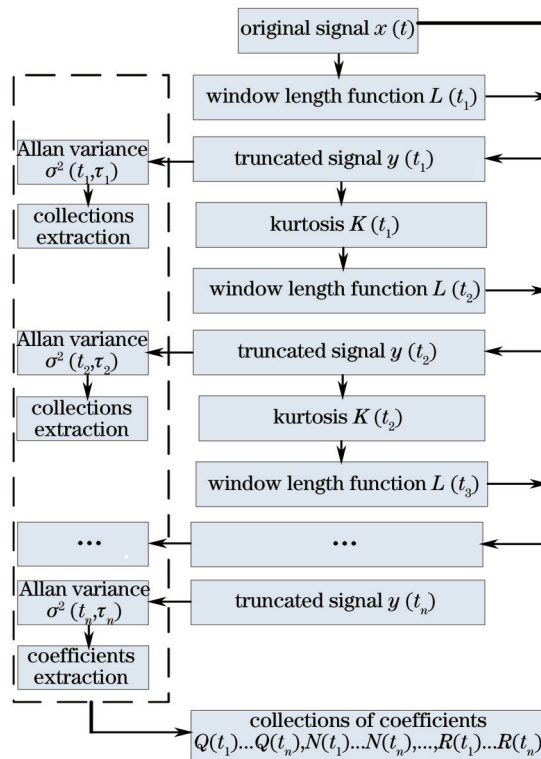 original signal x (t)
window length function L (t₁)
Allan variance
σ² (t₁,τ₁)
truncated signal y (t₁)
collections
extraction
kurtosis K (t₁)
window length function L (t₂)
Allan variance
σ² (t₂,τ₂)
truncated signal y (t₂)
collections
extraction
kurtosis K (t₂)
window length function L (t₃)
...
...
Allan variance
σ² (tₙ,τₙ)
truncated signal y (tₙ)
coefficients
extraction
collections of coefficients
Q(t₁)...Q(tₙ),N(t₁)...N(tₙ),...,R(t₁)...R(tₙ)